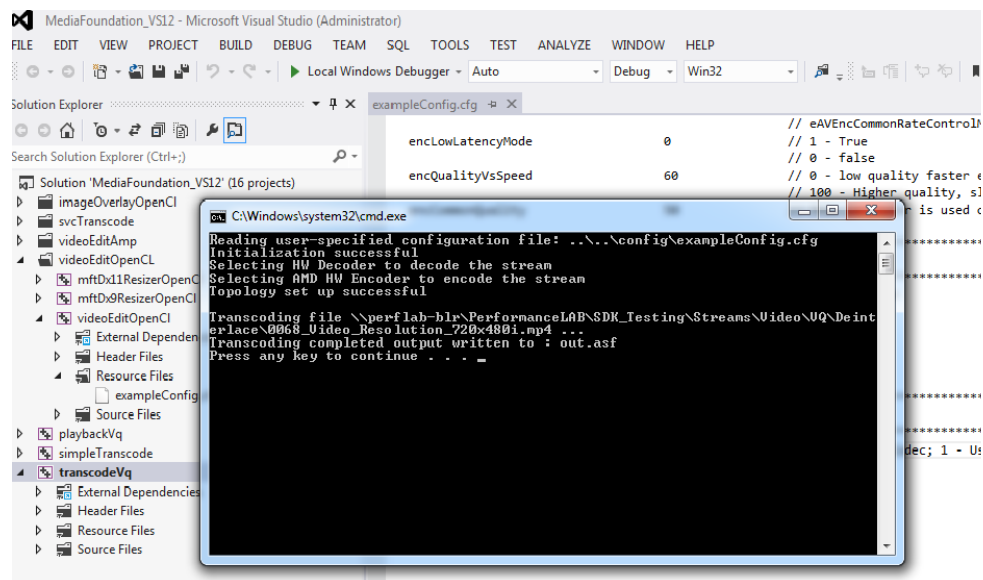 MediaFoundation_VS12 - Microsoft Visual Studio (Administrator)
FILE EDIT VIEW PROJECT BUILD DEBUG TEAM SQL TOOLS TEST ANALYZE WINDOW HELP
Local Windows Debugger Auto Debug Win32
Solution Explorer
Search Solution Explorer (Ctrl+;)
Solution 'MediaFoundation_VS12' (16 projects)
imageOverlayOpenCl
svcTranscode
videoEditAmp
videoEditOpenCL
mftDx11ResizerOpenC
mftDx9ResizerOpenCl
videoEditOpenCl
External Dependen
Header Files
Resource Files
exampleConfig
Source Files
playbackVq
simpleTranscode
transcodeVq
External Dependencies
Header Files
Resource Files
Source Files
exampleConfig.cfg
// eAVEncCommonRateControlM
encLowLatencyMode 0 // 1 - True
// 0 - false
encQualityVsSpeed 60 // 0 - low quality faster e
// 100 - Higher quality, sl
is used
dec; 1 - Us
C:\Windows\system32\cmd.exe
Reading user-specified configuration file: ..\..\config\exampleConfig.cfg
Initialization successful
Selecting HW Decoder to decode the stream
Selecting AMD HW Encoder to encode the stream
Topology set up successful
Transcoding file \\perflab-blr\PerformanceLAB\SDK_Testing\Streams\Video\VQ\Deint
erlace\0068_Video_Resolution_720x480i.mp4 ...
Transcoding completed output written to : out.asf
Press any key to continue . . . _